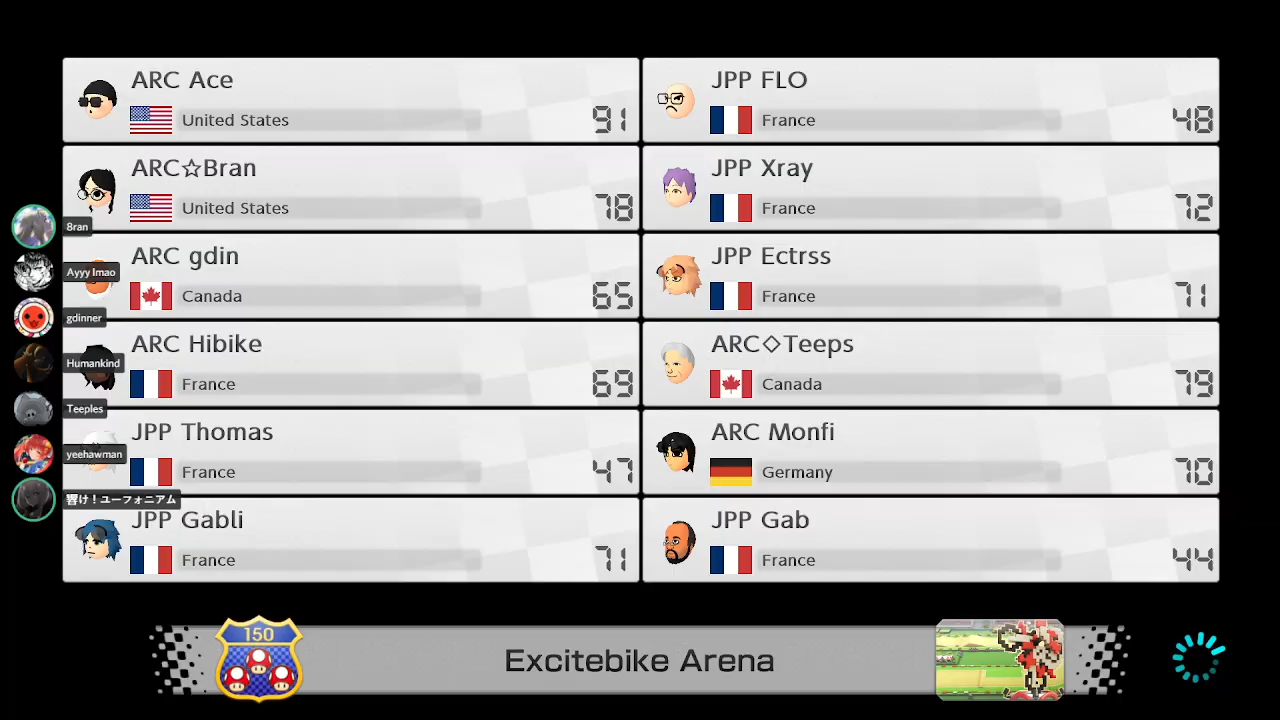 ARC Ace
United States
91
JPP FLO
France
48
ARC☆Bran
United States
78
JPP Xray
France
72
8ran
ARC gdin
Canada
65
JPP Ectrss
France
71
Ayyy lmao
gdinner
ARC Hibike
France
69
ARC◇Teeps
Canada
79
Humankind
Teeples
JPP Thomas
France
47
ARC Monfi
Germany
70
yeehawman
響け！ユーフォニアム
JPP Gabli
France
71
JPP Gab
France
44
150
Excitebike Arena